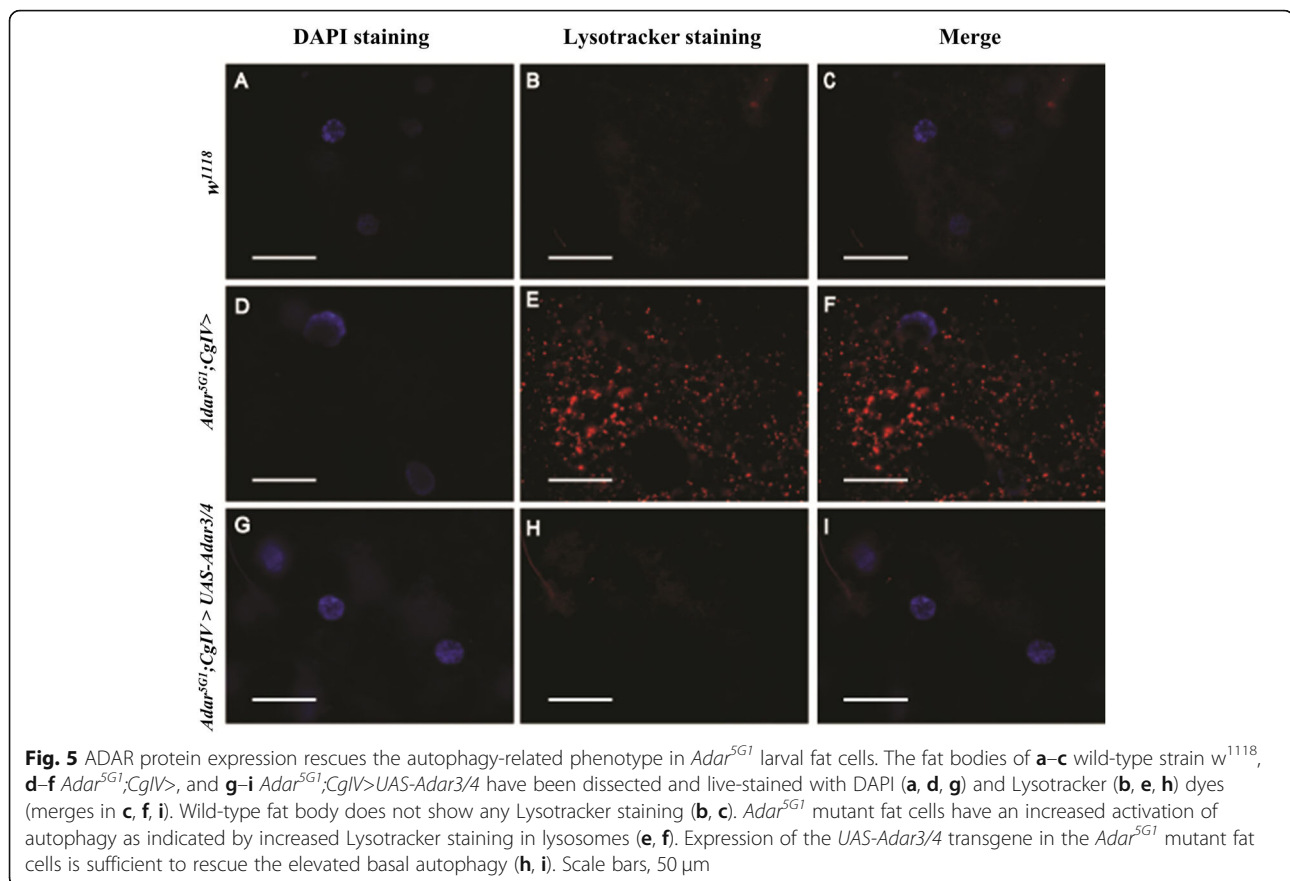 DAPI staining Lysotracker staining Merge
A B C
w¹¹¹⁸
D E F
Adar⁵ᴳ¹;CgIV>
G H I
Adar⁵ᴳ¹;CgIV > UAS-Adar3/4
Fig. 5 ADAR protein expression rescues the autophagy-related phenotype in Adar⁵ᴳ¹ larval fat cells. The fat bodies of a–c wild-type strain w¹¹¹⁸,
d–f Adar⁵ᴳ¹;CgIV>, and g–i Adar⁵ᴳ¹;CgIV>UAS-Adar3/4 have been dissected and live-stained with DAPI (a, d, g) and Lysotracker (b, e, h) dyes
(merges in c, f, i). Wild-type fat body does not show any Lysotracker staining (b, c). Adar⁵ᴳ¹ mutant fat cells have an increased activation of
autophagy as indicated by increased Lysotracker staining in lysosomes (e, f). Expression of the UAS-Adar3/4 transgene in the Adar⁵ᴳ¹ mutant fat
cells is sufficient to rescue the elevated basal autophagy (h, i). Scale bars, 50 μm